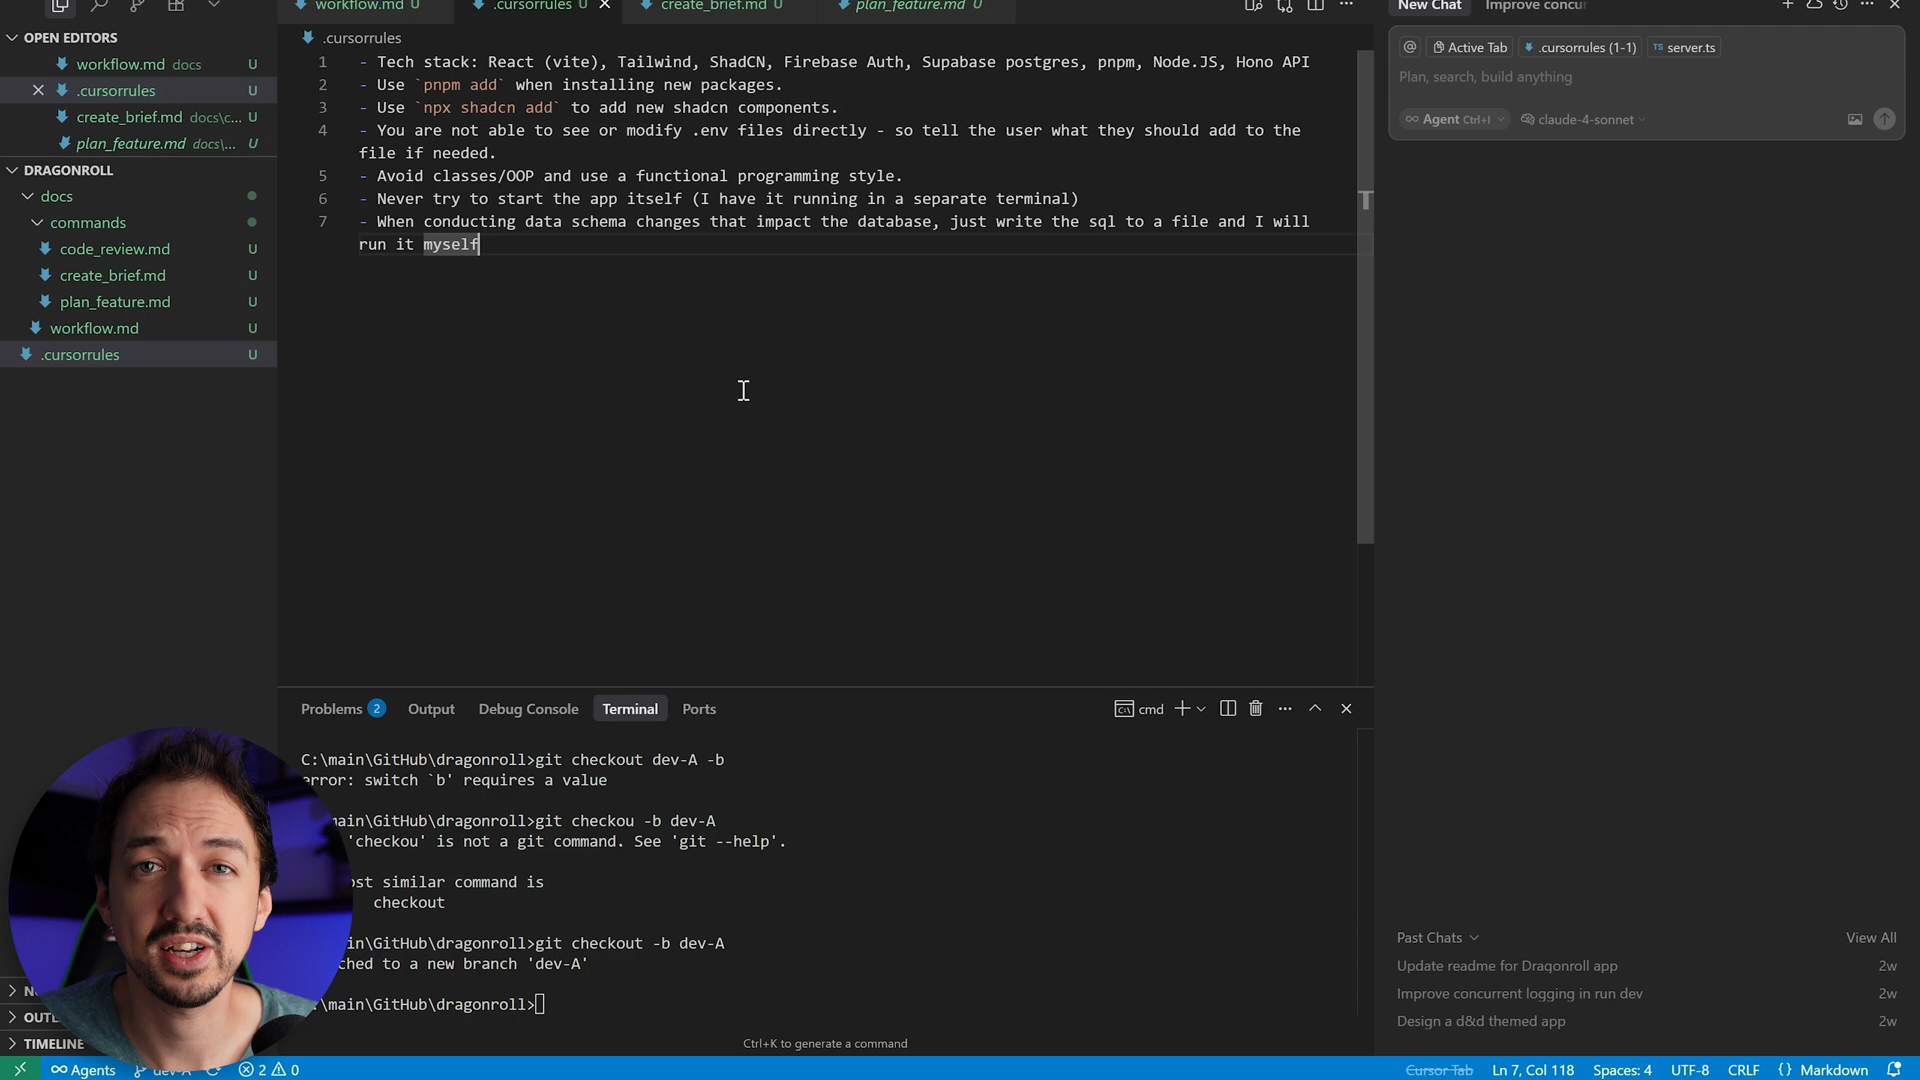 workflow.md U
.cursorrules U
create_brief.md U
plan_feature.md U
New Chat
Improve concur
OPEN EDITORS
workflow.md docs U
.cursorrules U
create_brief.md docs\c... U
plan_feature.md docs\... U
DRAGONROLL
docs
commands
code_review.md U
create_brief.md U
plan_feature.md U
workflow.md U
.cursorrules U
.cursorrules
1 - Tech stack: React (vite), Tailwind, ShadCN, Firebase Auth, Supabase postgres, pnpm, Node.JS, Hono API
2 - Use `pnpm add` when installing new packages.
3 - Use `npx shadcn add` to add new shadcn components.
4 - You are not able to see or modify .env files directly - so tell the user what they should add to the
file if needed.
5 - Avoid classes/OOP and use a functional programming style.
6 - Never try to start the app itself (I have it running in a separate terminal)
7 - When conducting data schema changes that impact the database, just write the sql to a file and I will
run it myself
@ Active Tab .cursorrules (1-1) TS server.ts
Plan, search, build anything
Agent Ctrl+I claude-4-sonnet
Problems 2 Output Debug Console Terminal Ports
cmd
C:\main\GitHub\dragonroll>git checkout dev-A -b
error: switch `b' requires a value
ain\GitHub\dragonroll>git checkou -b dev-A
'checkou' is not a git command. See 'git --help'.
ost similar command is
checkout
in\GitHub\dragonroll>git checkout -b dev-A
ched to a new branch 'dev-A'
\main\GitHub\dragonroll>
Ctrl+K to generate a command
Past Chats
View All
Update readme for Dragonroll app 2w
Improve concurrent logging in run dev 2w
Design a d&d themed app 2w
OUTL
TIMELINE
Agents dev-A 2 0
Cursor Tab Ln 7, Col 118 Spaces: 4 UTF-8 CRLF {} Markdown